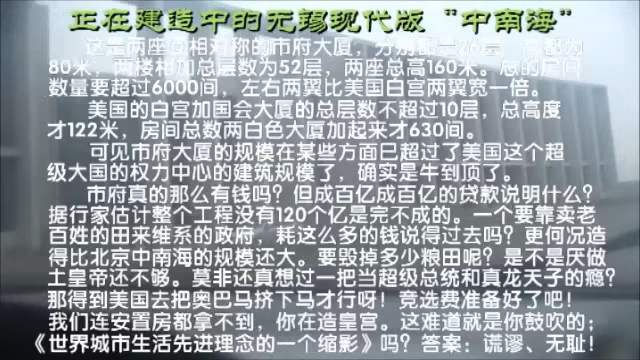 正在建造中的无锡现代版“中南海”
这是两座互相对称的市府大厦，分别都是26层，高都为
80米，两楼相加总层数为52层，两座总高160米。总的房间
数量要超过6000间，左右两翼比美国白宫两翼宽一倍。
美国的白宫加国会大厦的总层数不超过10层，总高度
才122米，房间总数两白色大厦加起来才630间。
可见市府大厦的规模在某些方面已超过了美国这个超
级大国的权力中心的建筑规模了，确实是牛到顶了。
市府真的那么有钱吗？但成百亿成百亿的贷款说明什么？
据行家估计整个工程没有120个亿是完不成的。一个要靠卖老
百姓的田来维系的政府，耗这么多的钱说得过去吗？更何况造
得比北京中南海的规模还大。要毁掉多少粮田呢？是不是厌做
土皇帝还不够。莫非还真想过一把当超级总统和真龙天子的瘾？
那得到美国去把奥巴马挤下马才行呀！竞选费准备好了吧！
我们连安置房都拿不到，你在造皇宫。这难道就是你鼓吹的；
《世界城市生活先进理念的一个缩影》吗？答案：谎谬、无耻！